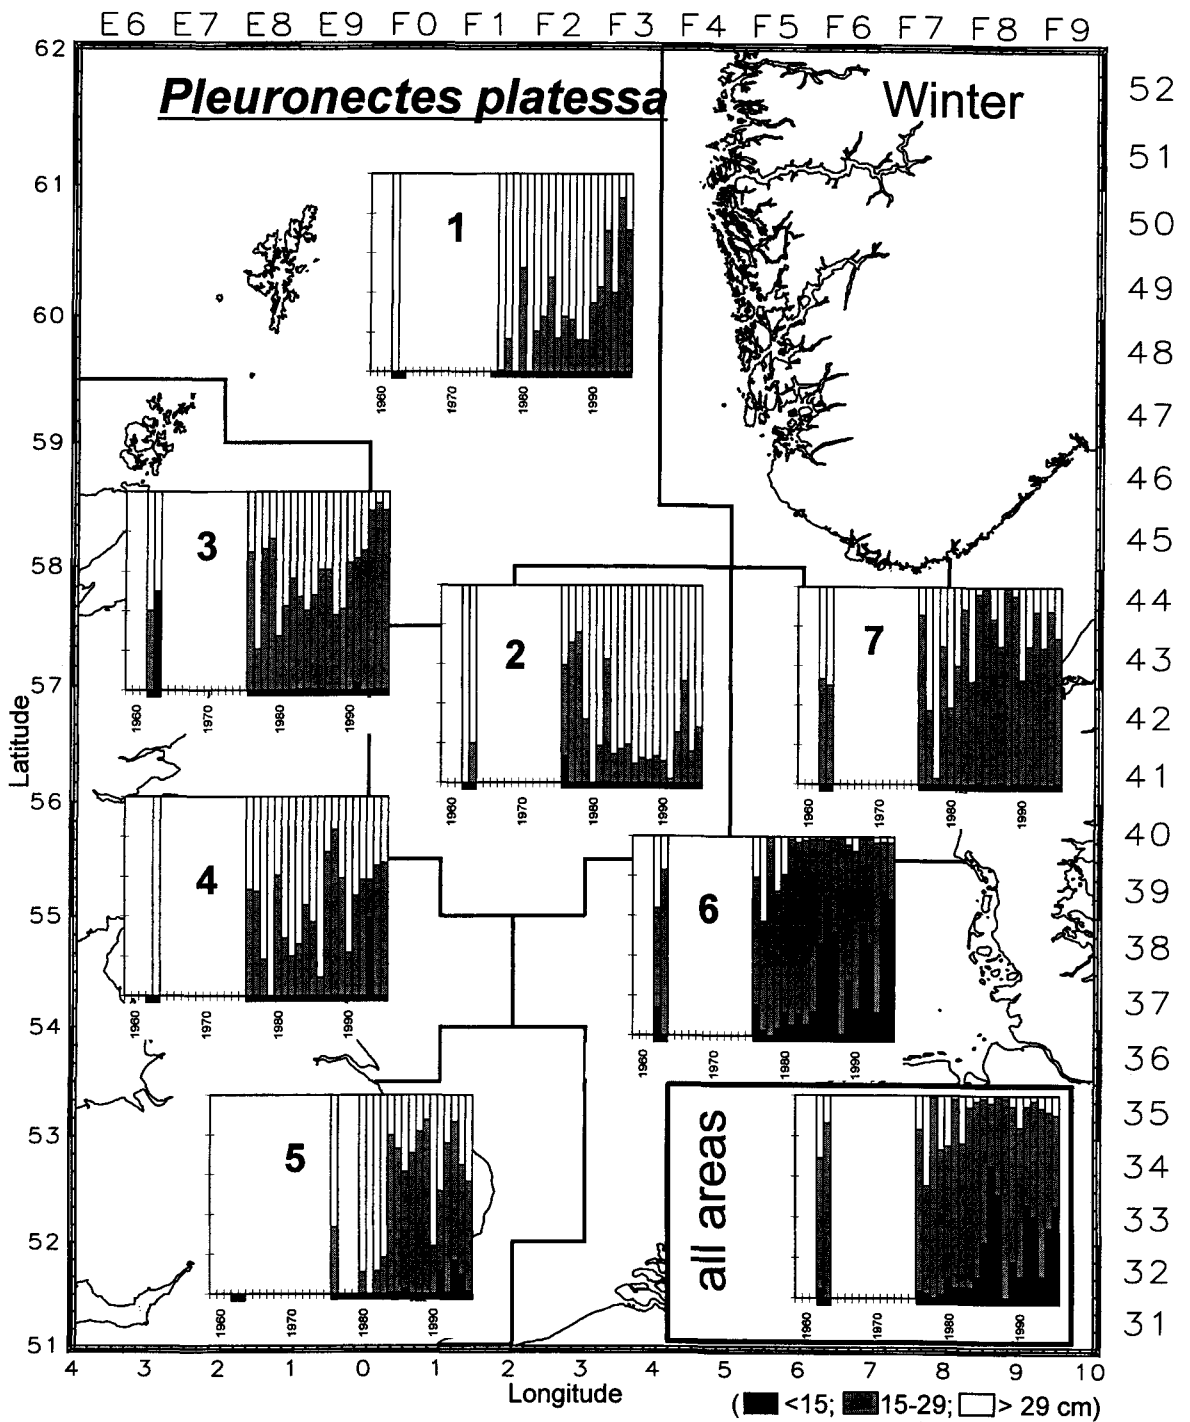 E6 E7 E8 E9 F0 F1 F2 F3 F4 F5 F6 F7 F8 F9
62
Pleuronectes platessa
Winter
52
51
61
1
50
49
60
48
1960 1970 1980 1990
47
59
46
3
45
58
44
2
7
43
57
1960 1970 1980 1990
42
1960 1970 1980 1990
1960 1970 1980 1990
41
Latitude
56
40
4
6
39
55
38
37
1960 1970 1980 1990
54
1960 1970 1980 1990
36
35
53
5
all areas
34
33
52
32
1960 1970 1980 1990
1960 1970 1980 1990
31
51
4 3 2 1 0 1 2 3 4 5 6 7 8 9 10
Longitude
( <15; 15-29; > 29 cm)